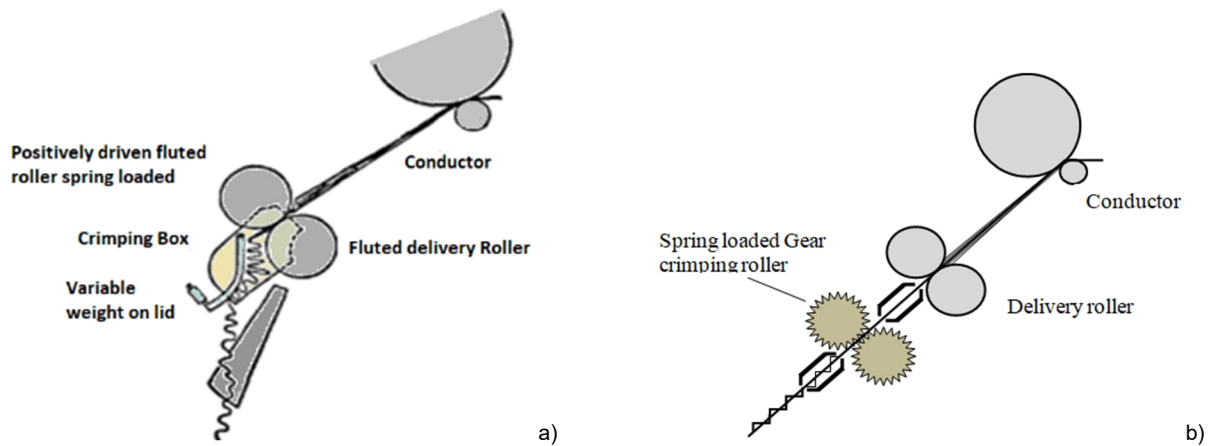 Positively driven fluted
roller spring loaded
Conductor
Crimping Box
Fluted delivery Roller
Variable
weight on lid
a)
Conductor
Spring loaded Gear
crimping roller
Delivery roller
b)